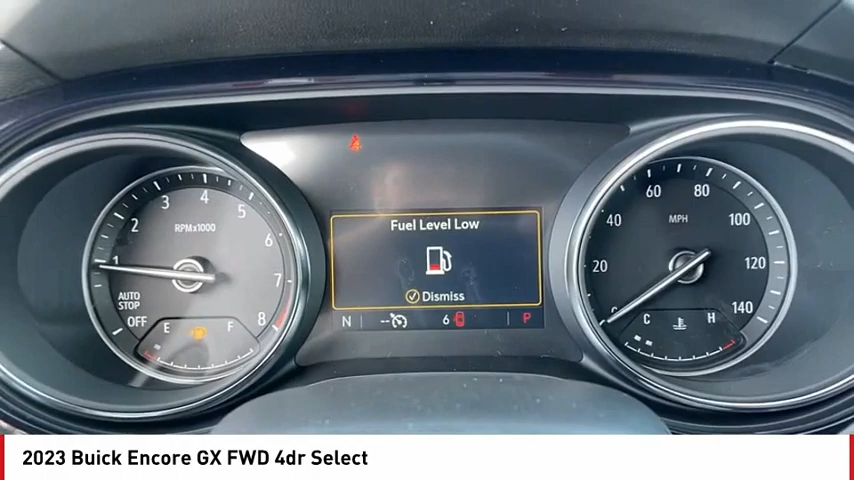 Fuel Level Low
Dismiss
N -- 6 P
1 2 3 4 5 6 7 8
RPMx1000
AUTO
STOP
OFF
E F
20 40 60 80 100 120 140
MPH
C H
2023 Buick Encore GX FWD 4dr Select